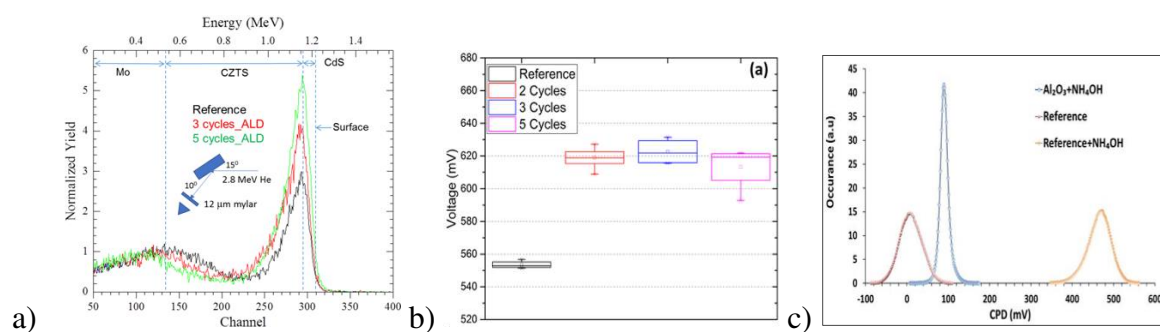 a)
Energy (MeV)
0.4 0.6 0.8 1.0 1.2 1.4
CdS
Mo CZTS
Reference
3 cycles_ALD
5 cycles_ALD
Surface
15⁰
10⁰
2.8 MeV He
12 μm mylar
Normalized Yield
6
5
4
3
2
1
0
50 100 150 200 250 300 350 400
Channel
b)
(a)
Reference
2 Cycles
3 Cycles
5 Cycles
Voltage (mV)
680
660
640
620
600
580
560
540
c)
Occurance (a.u)
45
40
35
30
25
20
15
10
5
0
Al₂O₃+NH₄OH
Reference
Reference+NH₄OH
-100 0 100 200 300 400 500 600
CPD (mV)